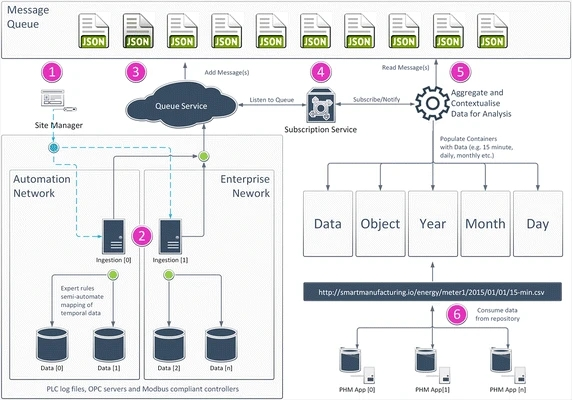 Message
Queue
JSON JSON JSON JSON JSON JSON JSON JSON JSON JSON
1
3
4
5
Add Message(s)
Read Message(s)
Site Manager
Queue Service
Listen to Queue
Subscription Service
Subscribe/Notify
Aggregate and
Contextualise
Data for Analysis
Populate Containers
with Data (e.g. 15 minute,
daily, monthly etc.)
Automation
Network
Enterprise
Nework
2
Ingestion [0]
Ingestion [1]
Data
Object
Year
Month
Day
Expert rules
semi-automate
mapping of
temporal data
http://smartmanufacturing.io/energy/meter1/2015/01/01/15-min.csv
6
Consume data
from repository
Data [0]
Data [1]
Data [2]
Data [n]
PHM App [0]
PHM App[1]
PHM App [n]
PLC log files, OPC servers and Modbus compliant controllers